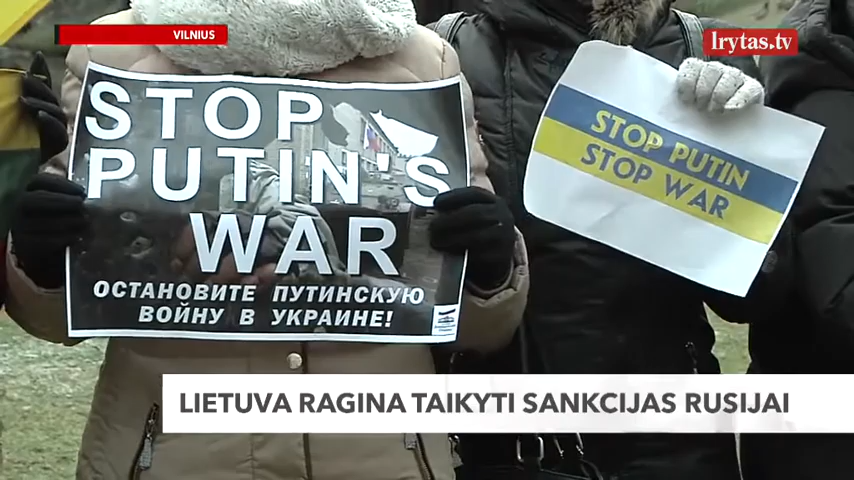 VILNIUS
lrytas.tv
STOP
PUTIN'S
WAR
ОСТАНОВИТЕ ПУТИНСКУЮ
ВОЙНУ В УКРАИНЕ!
STOP PUTIN
STOP WAR
LIETUVA RAGINA TAIKYTI SANKCIJAS RUSIJAI